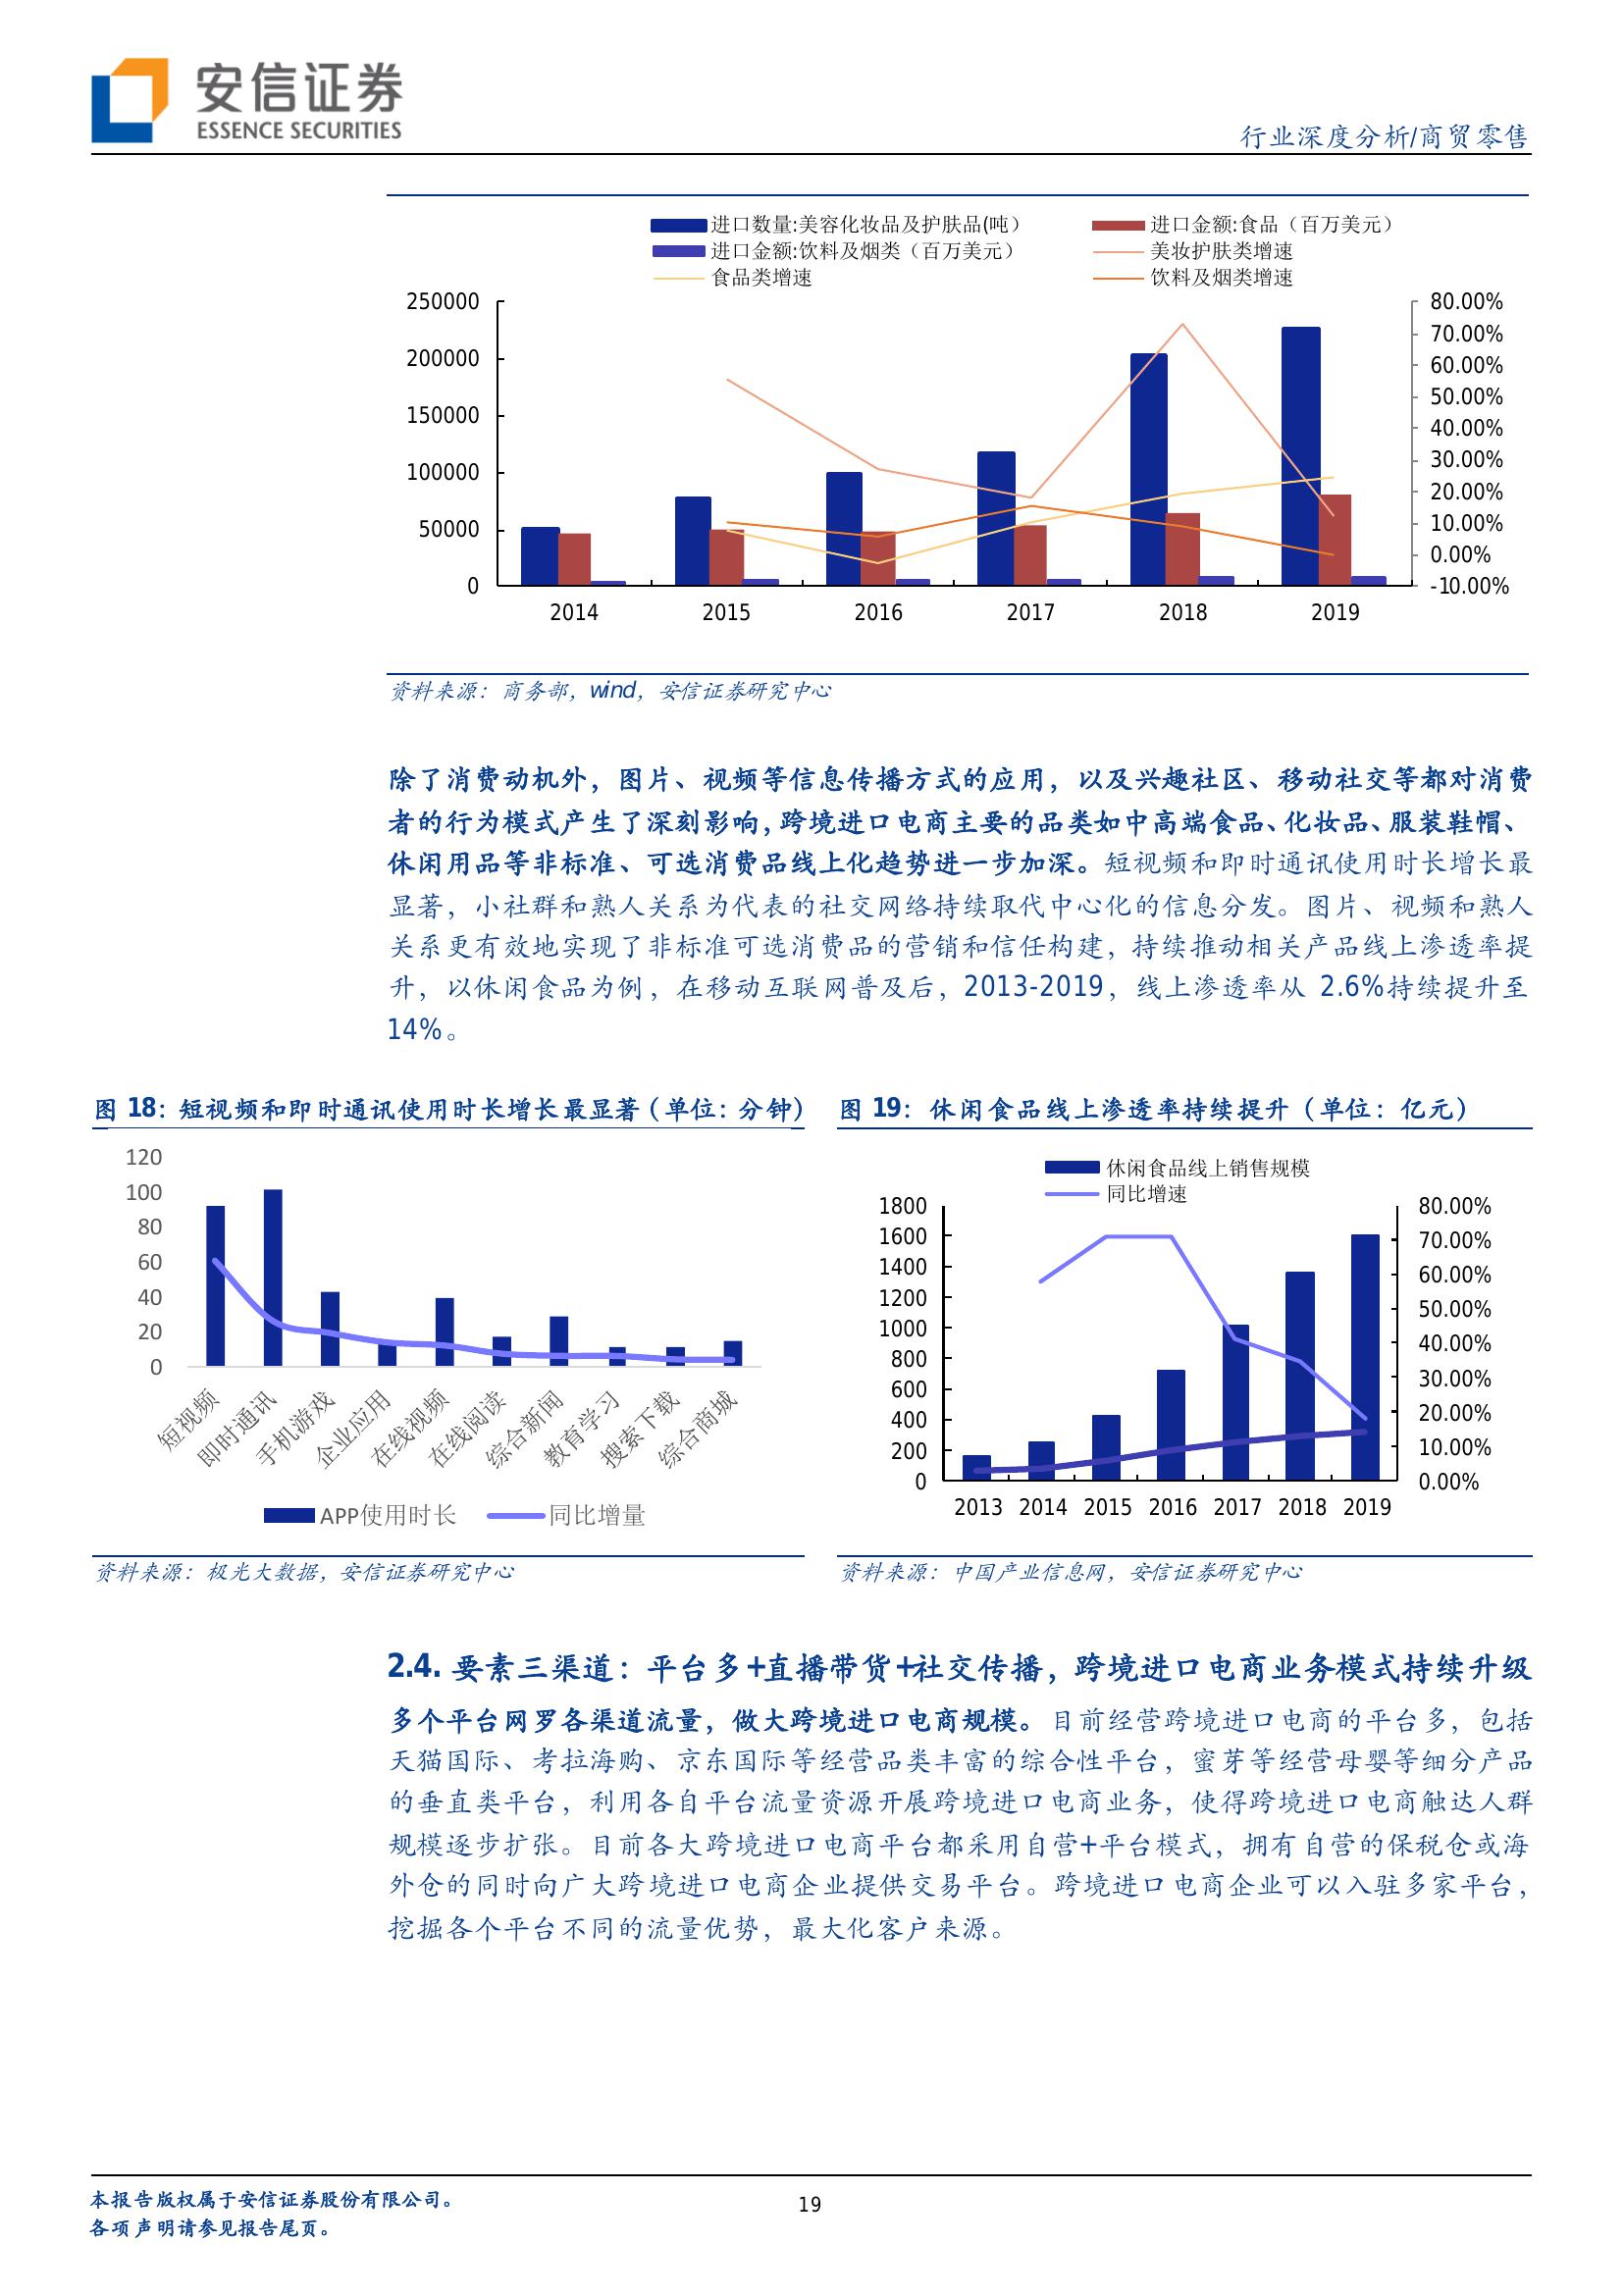 安信证券
ESSENCE SECURITIES
行业深度分析/商贸零售
进口数量:美容化妆品及护肤品(吨）
进口金额:食品（百万美元）
进口金额:饮料及烟类（百万美元）
美妆护肤类增速
食品类增速
饮料及烟类增速
250000
200000
150000
100000
50000
0
80.00%
70.00%
60.00%
50.00%
40.00%
30.00%
20.00%
10.00%
0.00%
-10.00%
2014 2015 2016 2017 2018 2019
资料来源：商务部，wind，安信证券研究中心
除了消费动机外，图片、视频等信息传播方式的应用，以及兴趣社区、移动社交等都对消费
者的行为模式产生了深刻影响，跨境进口电商主要的品类如中高端食品、化妆品、服装鞋帽、
休闲用品等非标准、可选消费品线上化趋势进一步加深。短视频和即时通讯使用时长增长最
显著，小社群和熟人关系为代表的社交网络持续取代中心化的信息分发。图片、视频和熟人
关系更有效地实现了非标准可选消费品的营销和信任构建，持续推动相关产品线上渗透率提
升，以休闲食品为例，在移动互联网普及后，2013-2019，线上渗透率从 2.6%持续提升至
14%。
图 18：短视频和即时通讯使用时长增长最显著（单位：分钟）
120
100
80
60
40
20
0
短视频
即时通讯
手机游戏
企业应用
在线视频
在线阅读
综合新闻
教育学习
搜索下载
综合商城
APP使用时长
同比增量
资料来源：极光大数据，安信证券研究中心
图 19：休闲食品线上渗透率持续提升（单位：亿元）
休闲食品线上销售规模
同比增速
1800
1600
1400
1200
1000
800
600
400
200
0
80.00%
70.00%
60.00%
50.00%
40.00%
30.00%
20.00%
10.00%
0.00%
2013 2014 2015 2016 2017 2018 2019
资料来源：中国产业信息网，安信证券研究中心
2.4. 要素三渠道：平台多+直播带货+社交传播，跨境进口电商业务模式持续升级
多个平台网罗各渠道流量，做大跨境进口电商规模。目前经营跨境进口电商的平台多，包括
天猫国际、考拉海购、京东国际等经营品类丰富的综合性平台，蜜芽等经营母婴等细分产品
的垂直类平台，利用各自平台流量资源开展跨境进口电商业务，使得跨境进口电商触达人群
规模逐步扩张。目前各大跨境进口电商平台都采用自营+平台模式，拥有自营的保税仓或海
外仓的同时向广大跨境进口电商企业提供交易平台。跨境进口电商企业可以入驻多家平台，
挖掘各个平台不同的流量优势，最大化客户来源。
本报告版权属于安信证券股份有限公司。
各项声明请参见报告尾页。
19